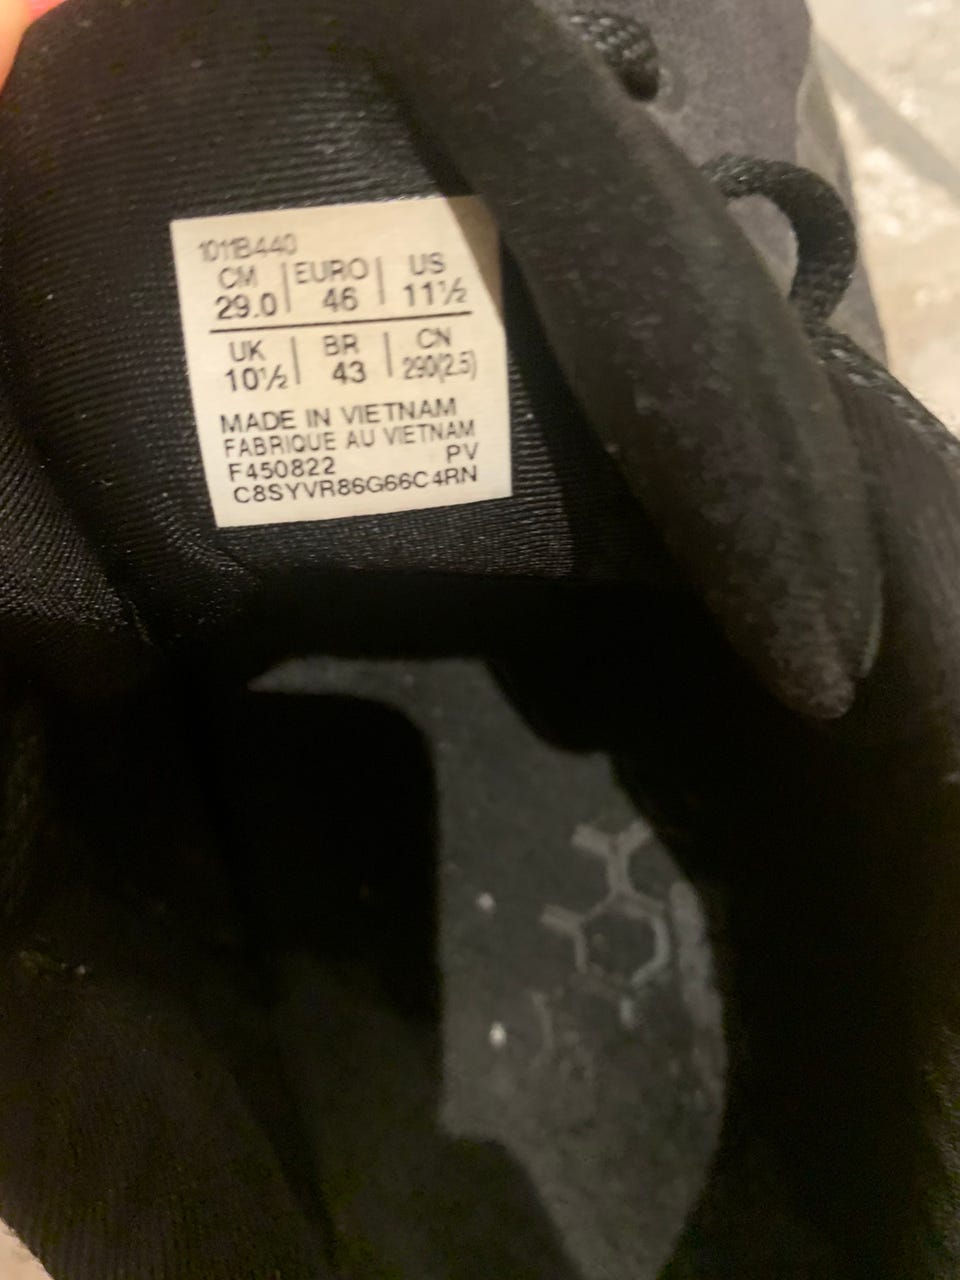 1011B440
CM EURO US
29.0 46 11½
UK BR CN
10½ 43 290(2.5)
MADE IN VIETNAM
FABRIQUE AU VIETNAM
F450822 PV
C8SYVR86G66C4RN